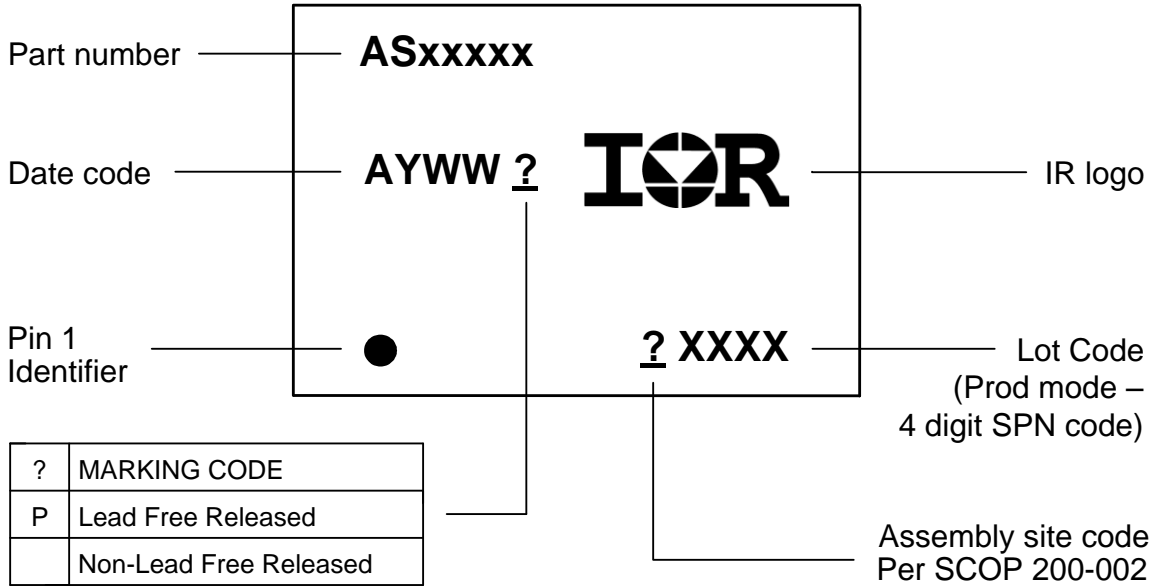 Part number
ASxxxxx
Date code
AYWW ?
IOR
IR logo
Pin 1
Identifier
? XXXX
Lot Code
(Prod mode –
4 digit SPN code)
? MARKING CODE
P Lead Free Released
Non-Lead Free Released
Assembly site code
Per SCOP 200-002